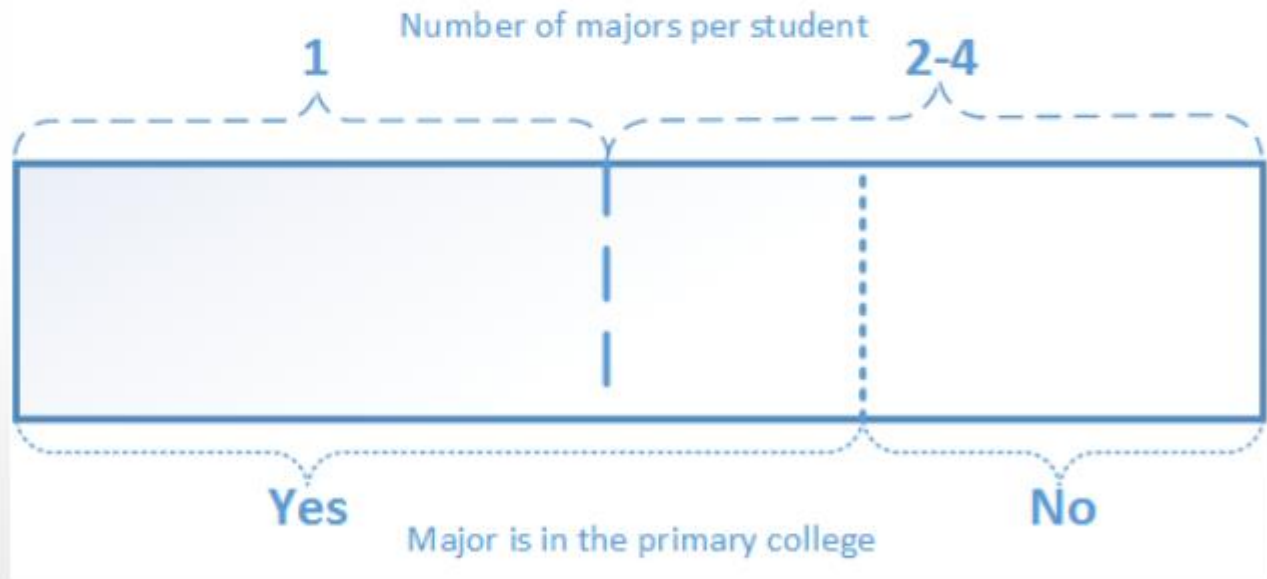 Number of majors per student
1
2-4
Yes
No
Major is in the primary college